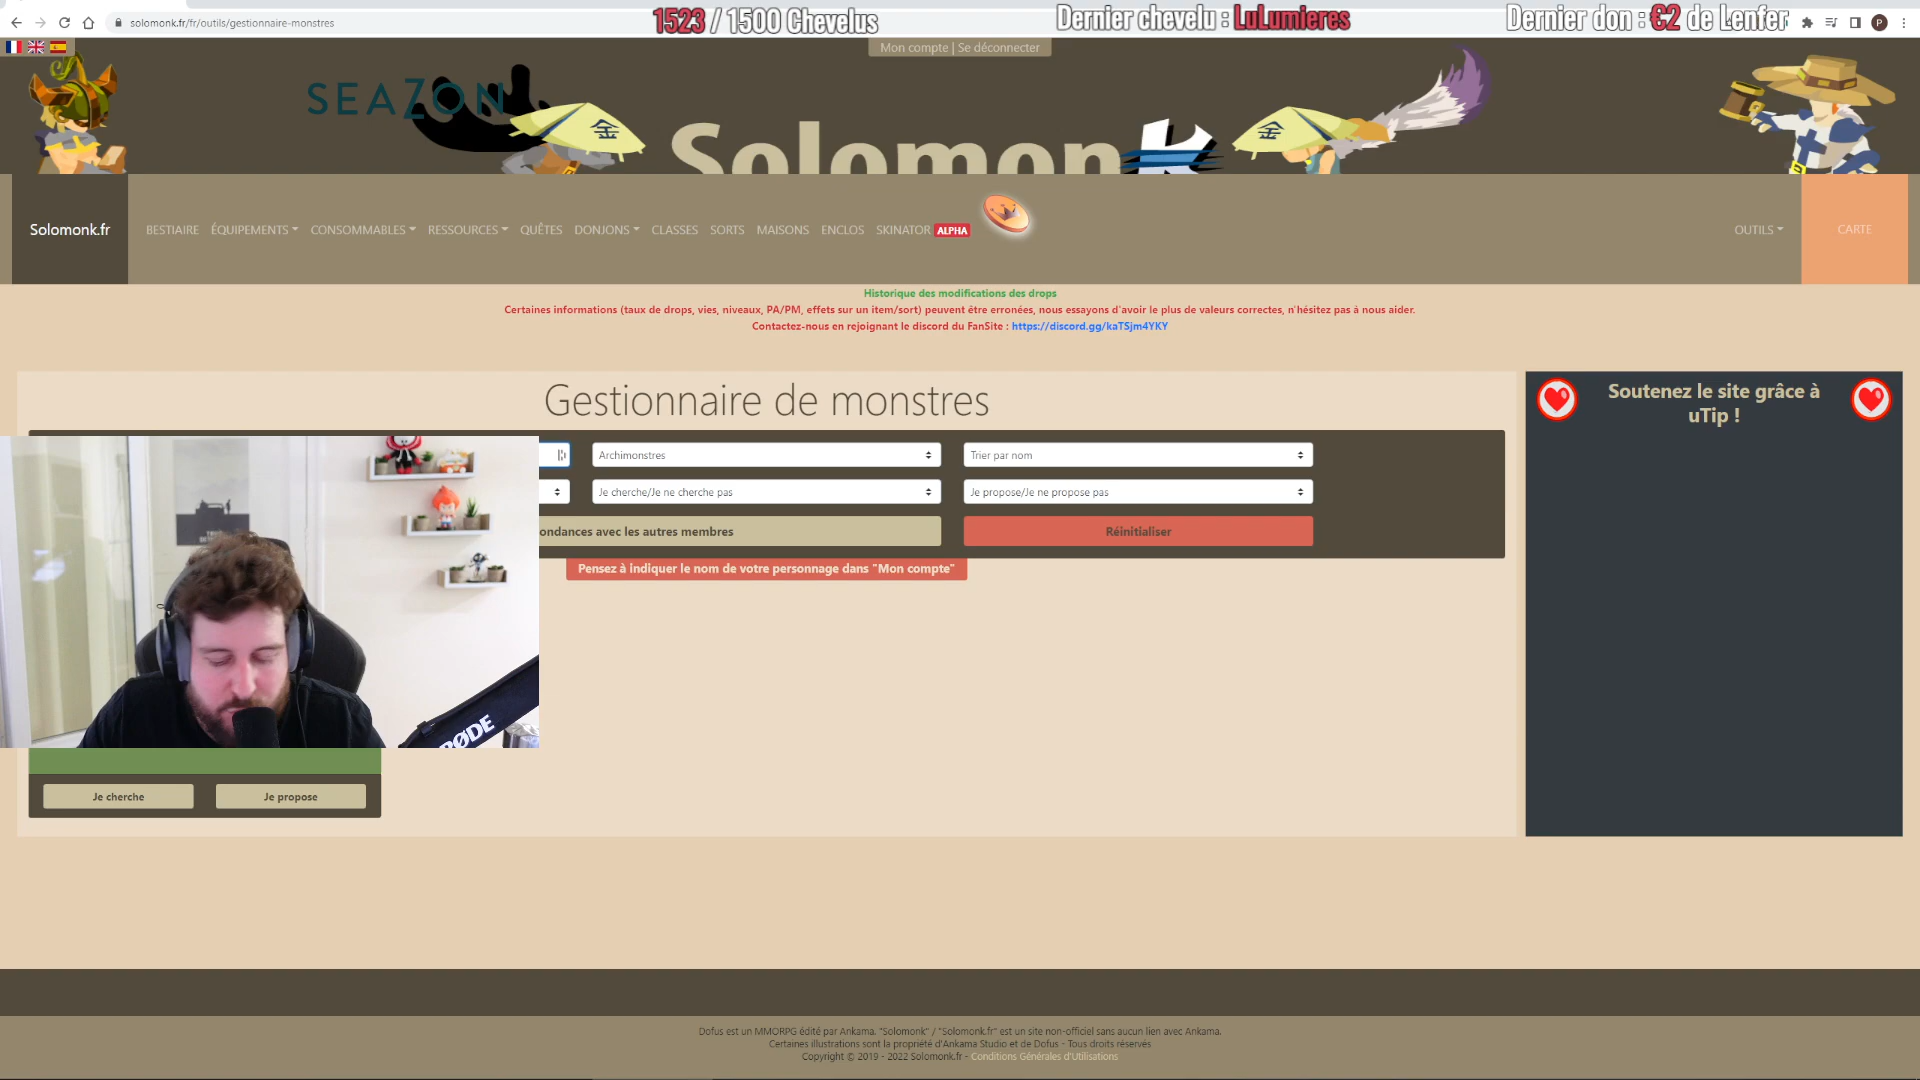 solomonk.fr/fr/outils/gestionnaire-monstres
1523 / 1500 Chevelus
Dernier chevelu : LuLumieres
Dernier don : €2 de Lenfer
Mon compte | Se déconnecter
SEAZON
金
Solomonk
金
Solomonk.fr
BESTIAIRE
ÉQUIPEMENTS
CONSOMMABLES
RESSOURCES
QUÊTES
DONJONS
CLASSES
SORTS
MAISONS
ENCLOS
SKINATOR ALPHA
OUTILS
CARTE
Historique des modifications des drops
Certaines informations (taux de drops, vies, niveaux, PA/PM, effets sur un item/sort) peuvent être erronées, nous essayons d'avoir le plus de valeurs correctes, n'hésitez pas à nous aider.
Contactez-nous en rejoignant le discord du FanSite : https://discord.gg/kaTSjm4YKY
Gestionnaire de monstres
Archimonstres
Trier par nom
Je cherche/Je ne cherche pas
Je propose/Je ne propose pas
ondances avec les autres membres
Réinitialiser
Pensez à indiquer le nom de votre personnage dans "Mon compte"
RØDE
Je cherche
Je propose
Soutenez le site grâce à
uTip !
Dofus est un MMORPG édité par Ankama. "Solomonk" / "Solomonk.fr" est un site non-officiel sans aucun lien avec Ankama.
Certaines illustrations sont la propriété d'Ankama Studio et de Dofus - Tous droits réservés
Copyright © 2019 - 2022 Solomonk.fr - Conditions Générales d'Utilisations